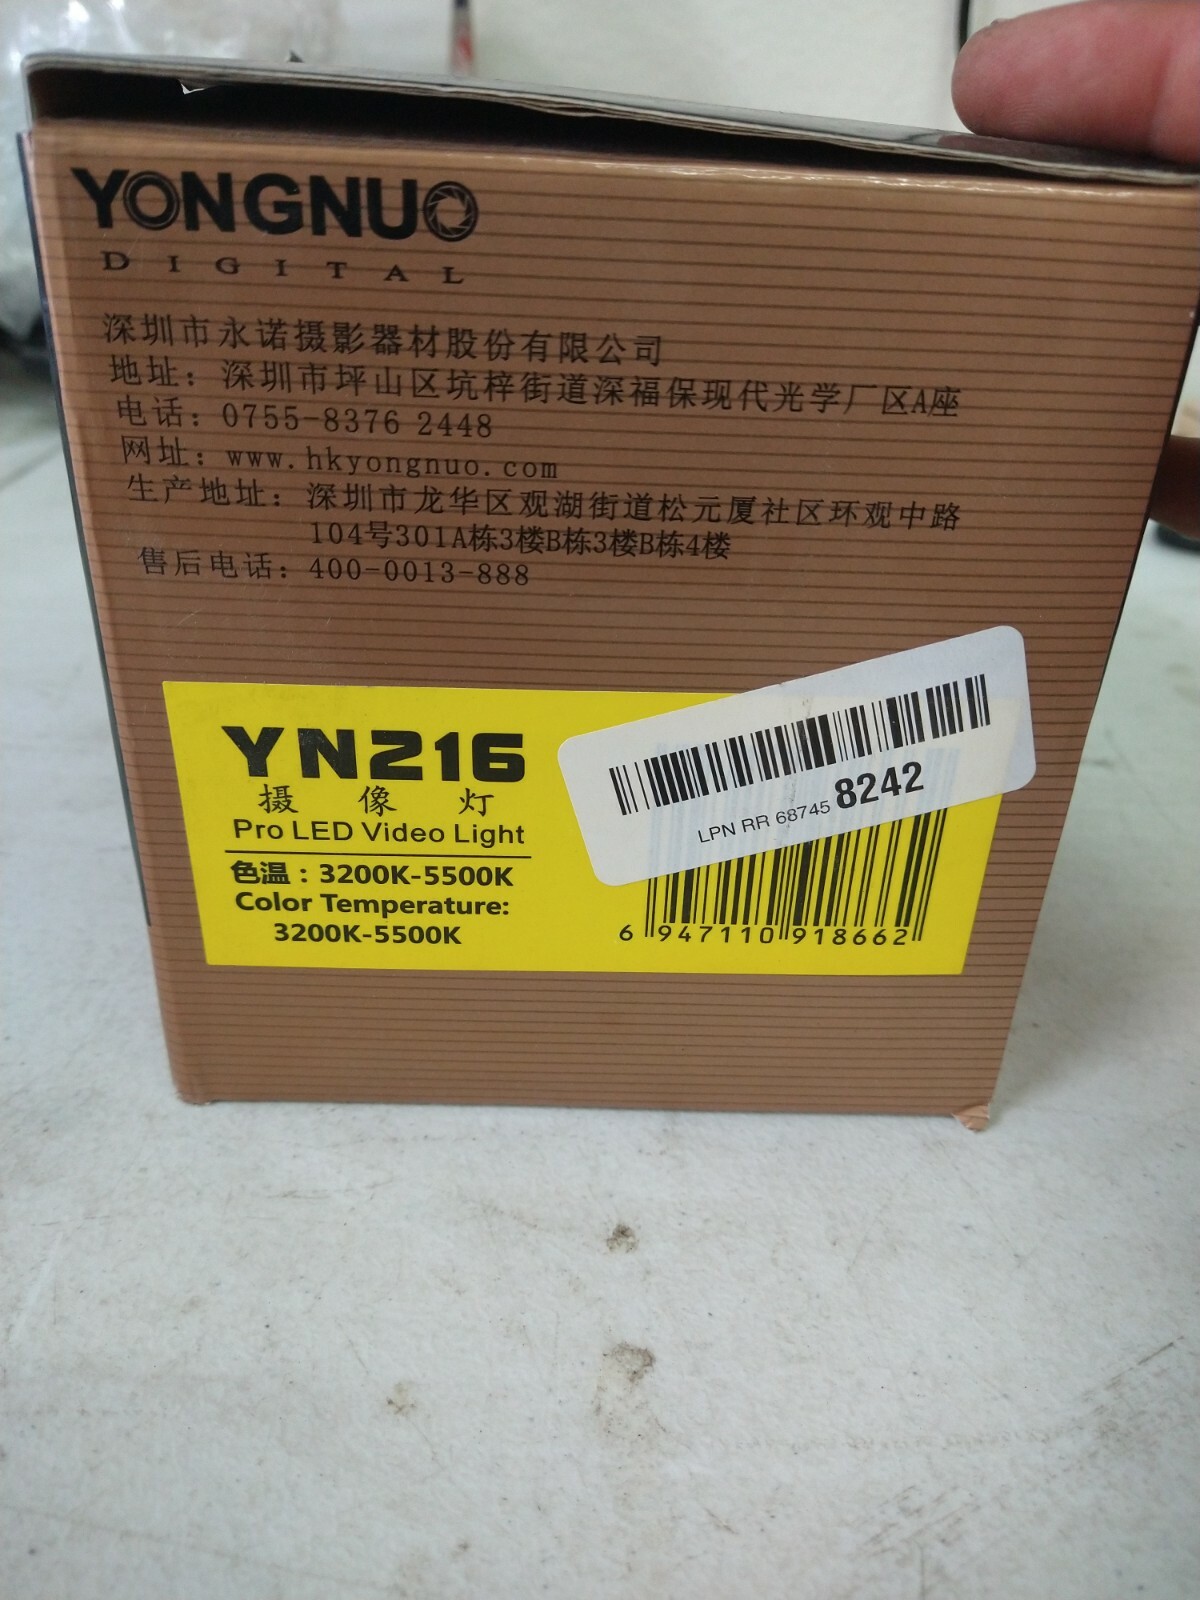 YONGNUO
DIGITAL
深圳市永诺摄影器材股份有限公司
地址：深圳市坪山区坑梓街道深福保现代光学厂区A座
电话：0755-8376 2448
网址：www.hkyongnuo.com
生产地址：深圳市龙华区观湖街道松元厦社区环观中路
104号301A栋3楼B栋3楼B栋4楼
售后电话：400-0013-888
YN216
摄像灯
Pro LED Video Light
色温：3200K-5500K
Color Temperature:
3200K-5500K
LPN RR 68745 8242
6 947110 918662